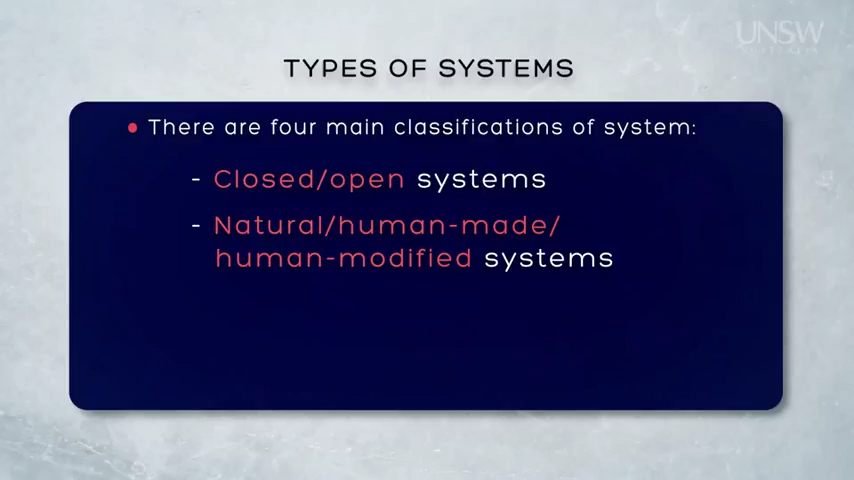 UNSW
AUSTRALIA
TYPES OF SYSTEMS
• There are four main classifications of system:
- Closed/open systems
- Natural/human-made/
human-modified systems